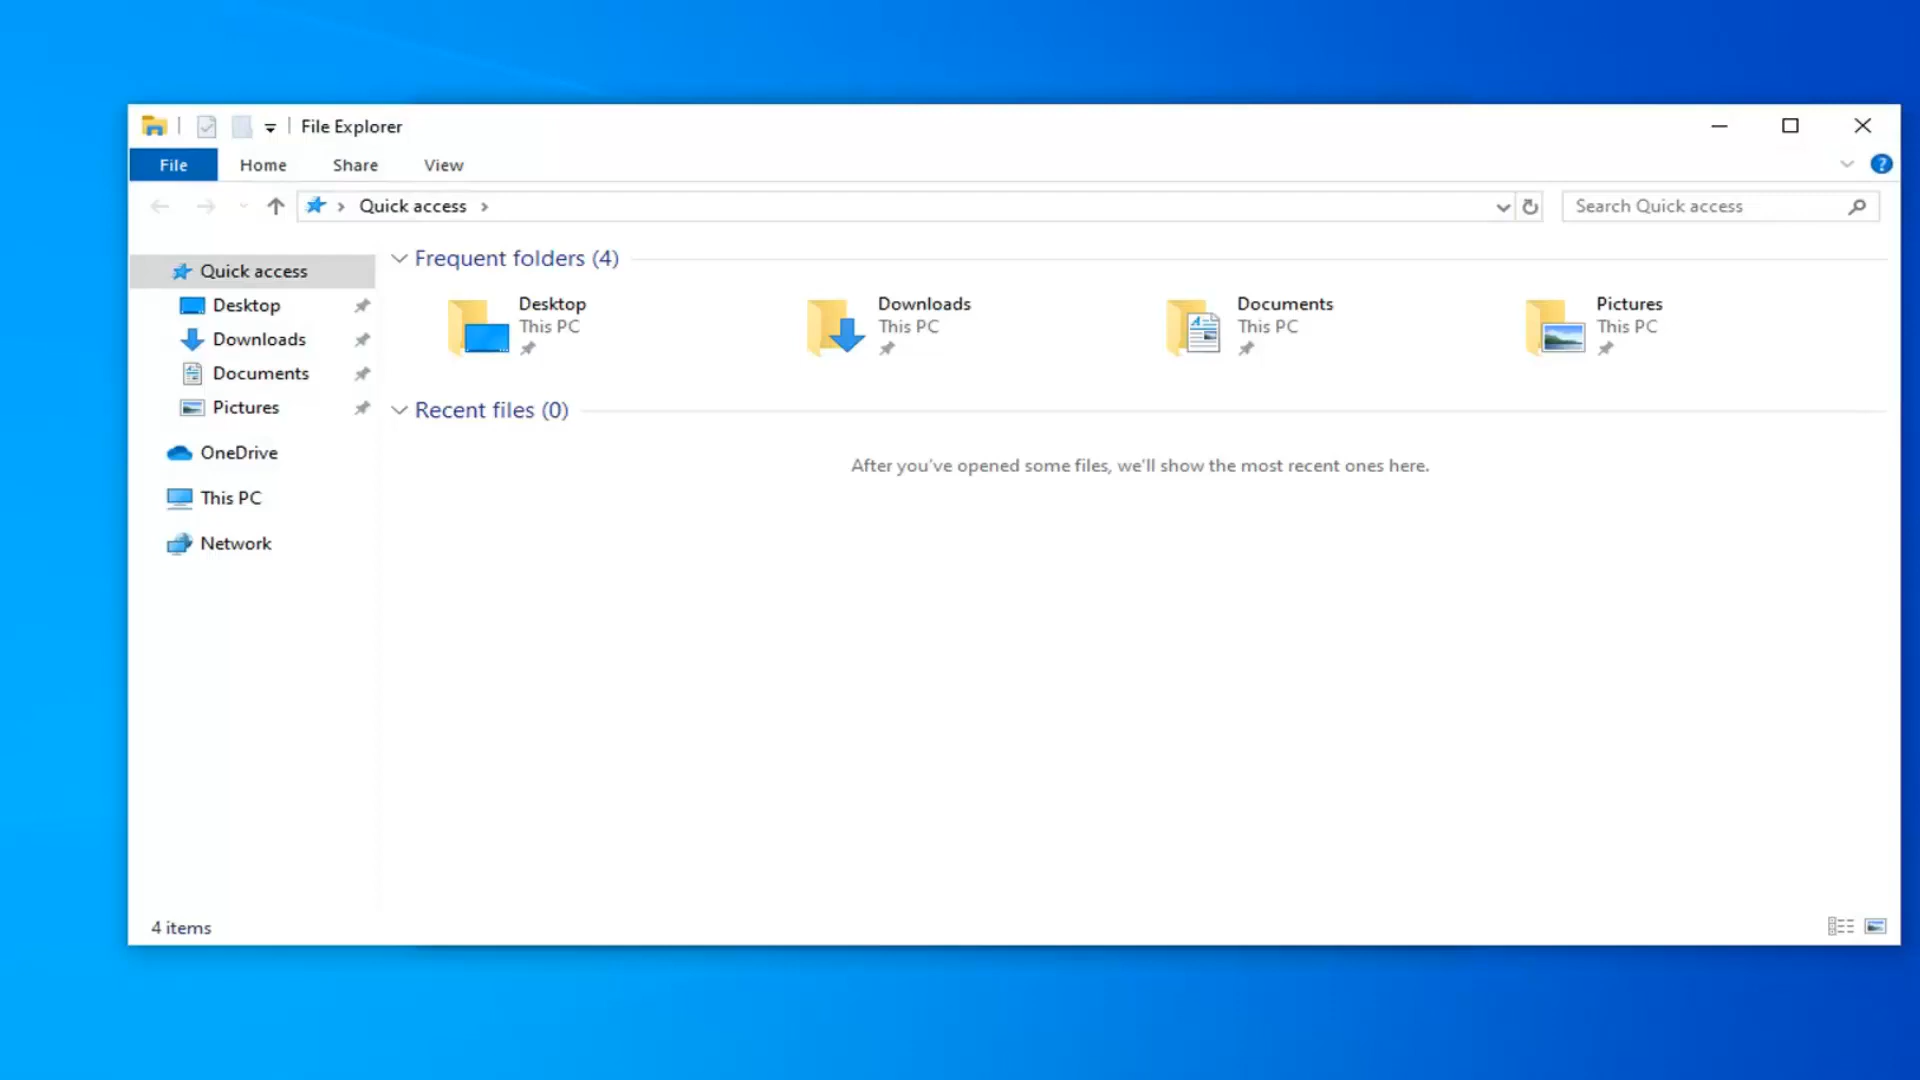 File Explorer
File Home Share View
Quick access
Search Quick access
Quick access
Desktop
Downloads
Documents
Pictures
OneDrive
This PC
Network
Frequent folders (4)
Desktop
This PC
Downloads
This PC
Documents
This PC
Pictures
This PC
Recent files (0)
After you've opened some files, we'll show the most recent ones here.
4 items